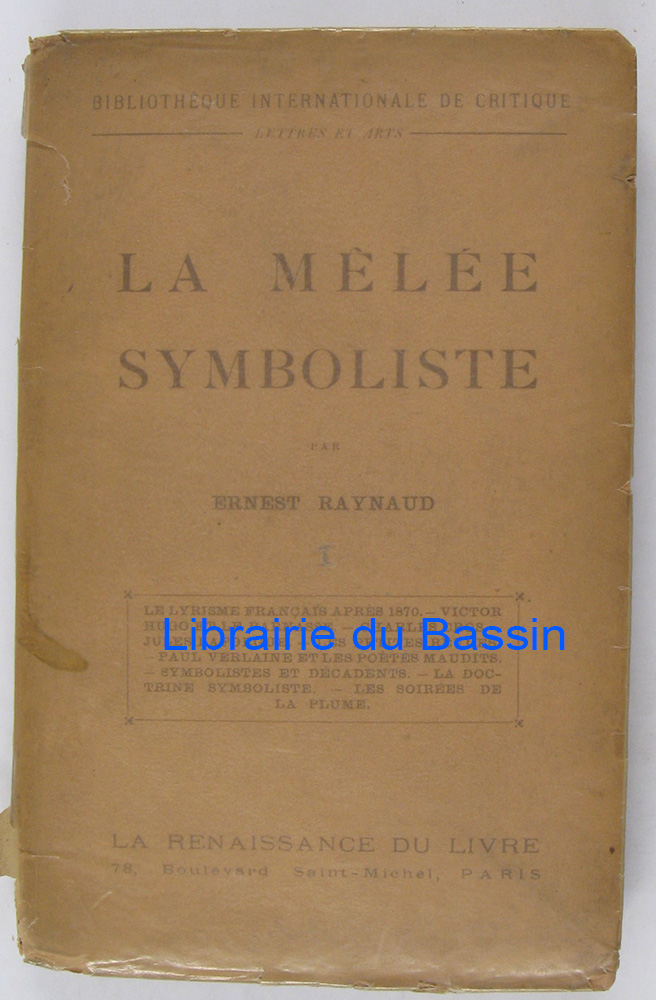 BIBLIOTHÈQUE INTERNATIONALE DE CRITIQUE
LETTRES ET ARTS
LA MÊLÉE
SYMBOLISTE
PAR
ERNEST RAYNAUD
I
LE LYRISME FRANÇAIS APRÈS 1870. — VICTOR
HUGO
Librairie du Bassin
— PAUL VERLAINE ET LES POÈTES MAUDITS.
— SYMBOLISTES ET DÉCADENTS. — LA DOC-
TRINE SYMBOLISTE. — LES SOIRÉES DE
LA PLUME.
LA RENAISSANCE DU LIVRE
78, Boulevard Saint-Michel, PARIS